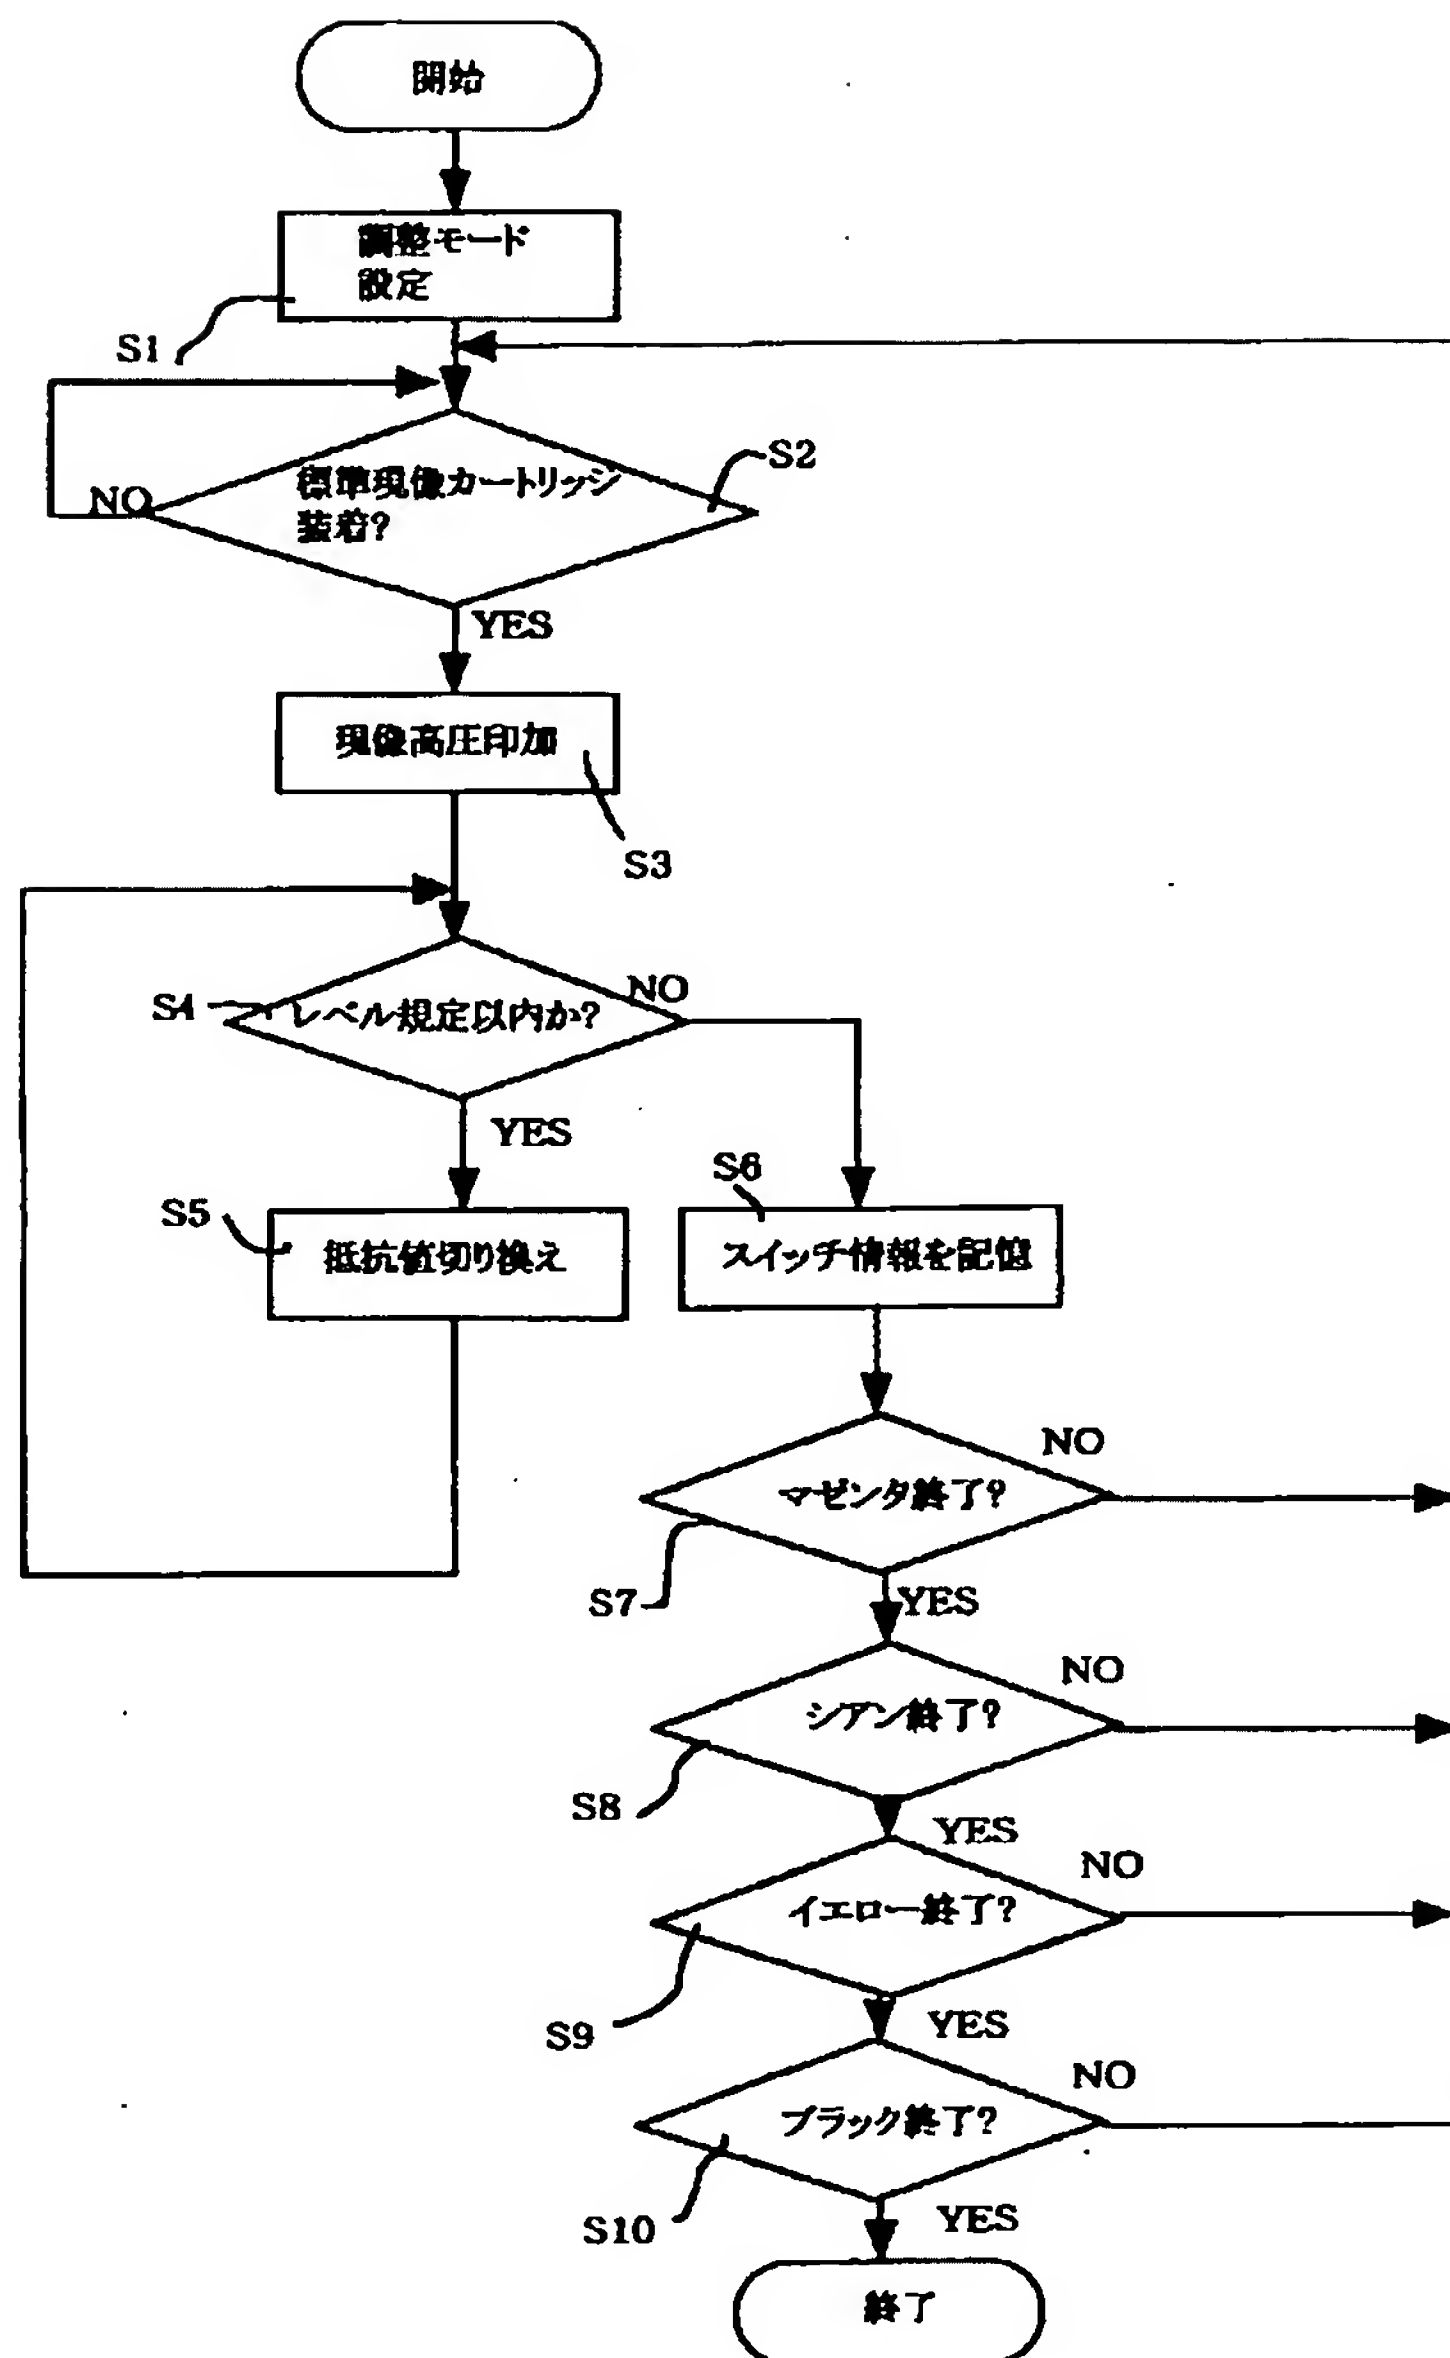 開始
調整モード
設定
S1
標準現像カートリッジ
装着?
S2
NO
YES
現像高圧印加
S3
S4
レベル規定以内か?
NO
YES
S5
抵抗値切り換え
S6
スイッチ情報を記憶
マゼンタ終了?
NO
S7
YES
シアン終了?
NO
S8
YES
イエロー終了?
NO
S9
YES
ブラック終了?
NO
S10
YES
終了